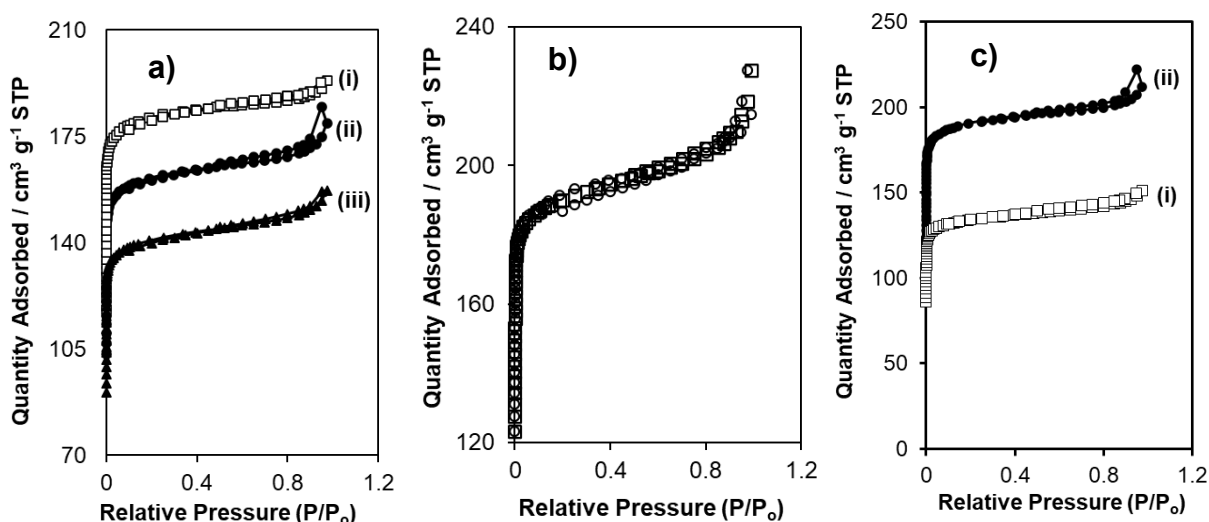 a)
Quantity Adsorbed / cm³ g⁻¹ STP
210
175
140
105
70
(i)
(ii)
(iii)
0
0.4
0.8
1.2
Relative Pressure (P/Pₒ)
b)
Quantity Adsorbed / cm³ g⁻¹ STP
240
200
160
120
0
0.4
0.8
1.2
Relative Pressure (P/Pₒ)
c)
Quantity Adsorbed / cm³ g⁻¹ STP
250
200
150
100
50
0
(ii)
(i)
0
0.4
0.8
1.2
Relative Pressure (P/Pₒ)